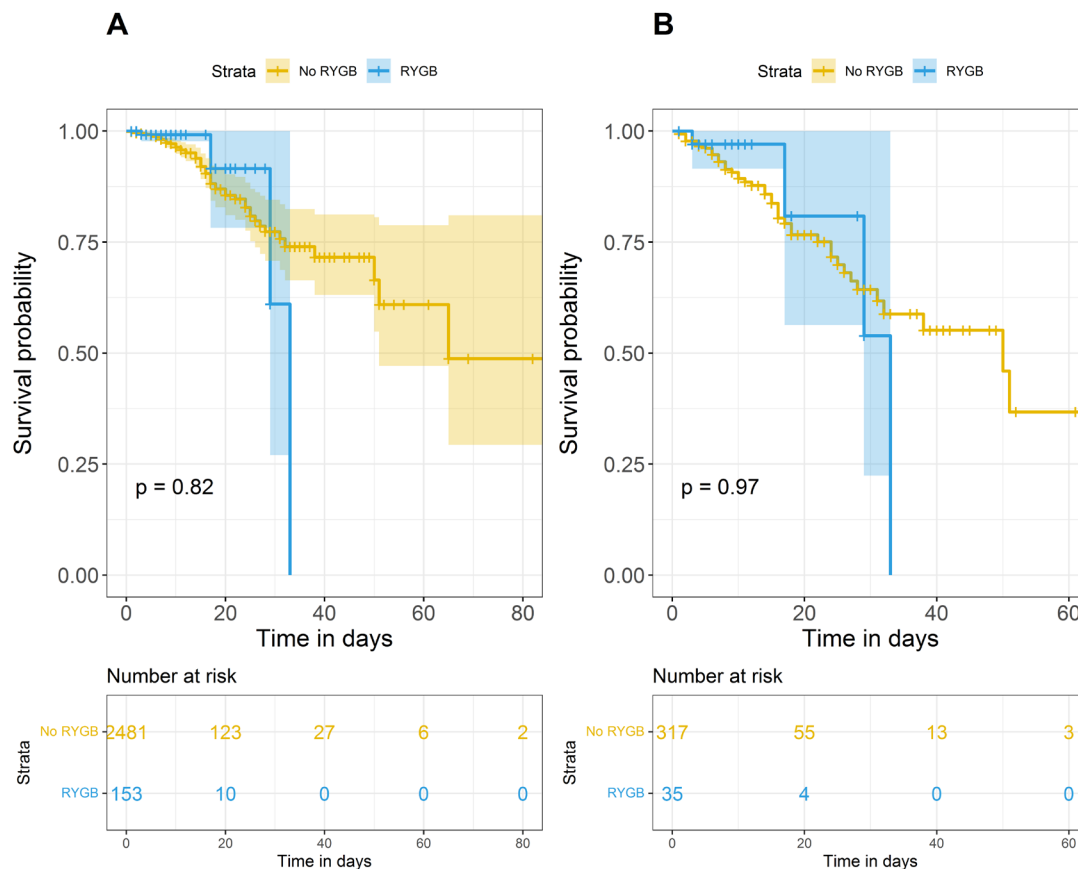 A
Strata No RYGB RYGB
1.00
0.75
0.50
0.25
0.00
Survival probability
p = 0.82
0 20 40 60 80
Time in days
Number at risk
Strata
No RYGB 2481 123 27 6 2
RYGB 153 10 0 0 0
0 20 40 60 80
Time in days
B
Strata No RYGB RYGB
1.00
0.75
0.50
0.25
0.00
Survival probability
p = 0.97
0 20 40 60
Time in days
Number at risk
Strata
No RYGB 317 55 13 3
RYGB 35 4 0 0
0 20 40 60
Time in days